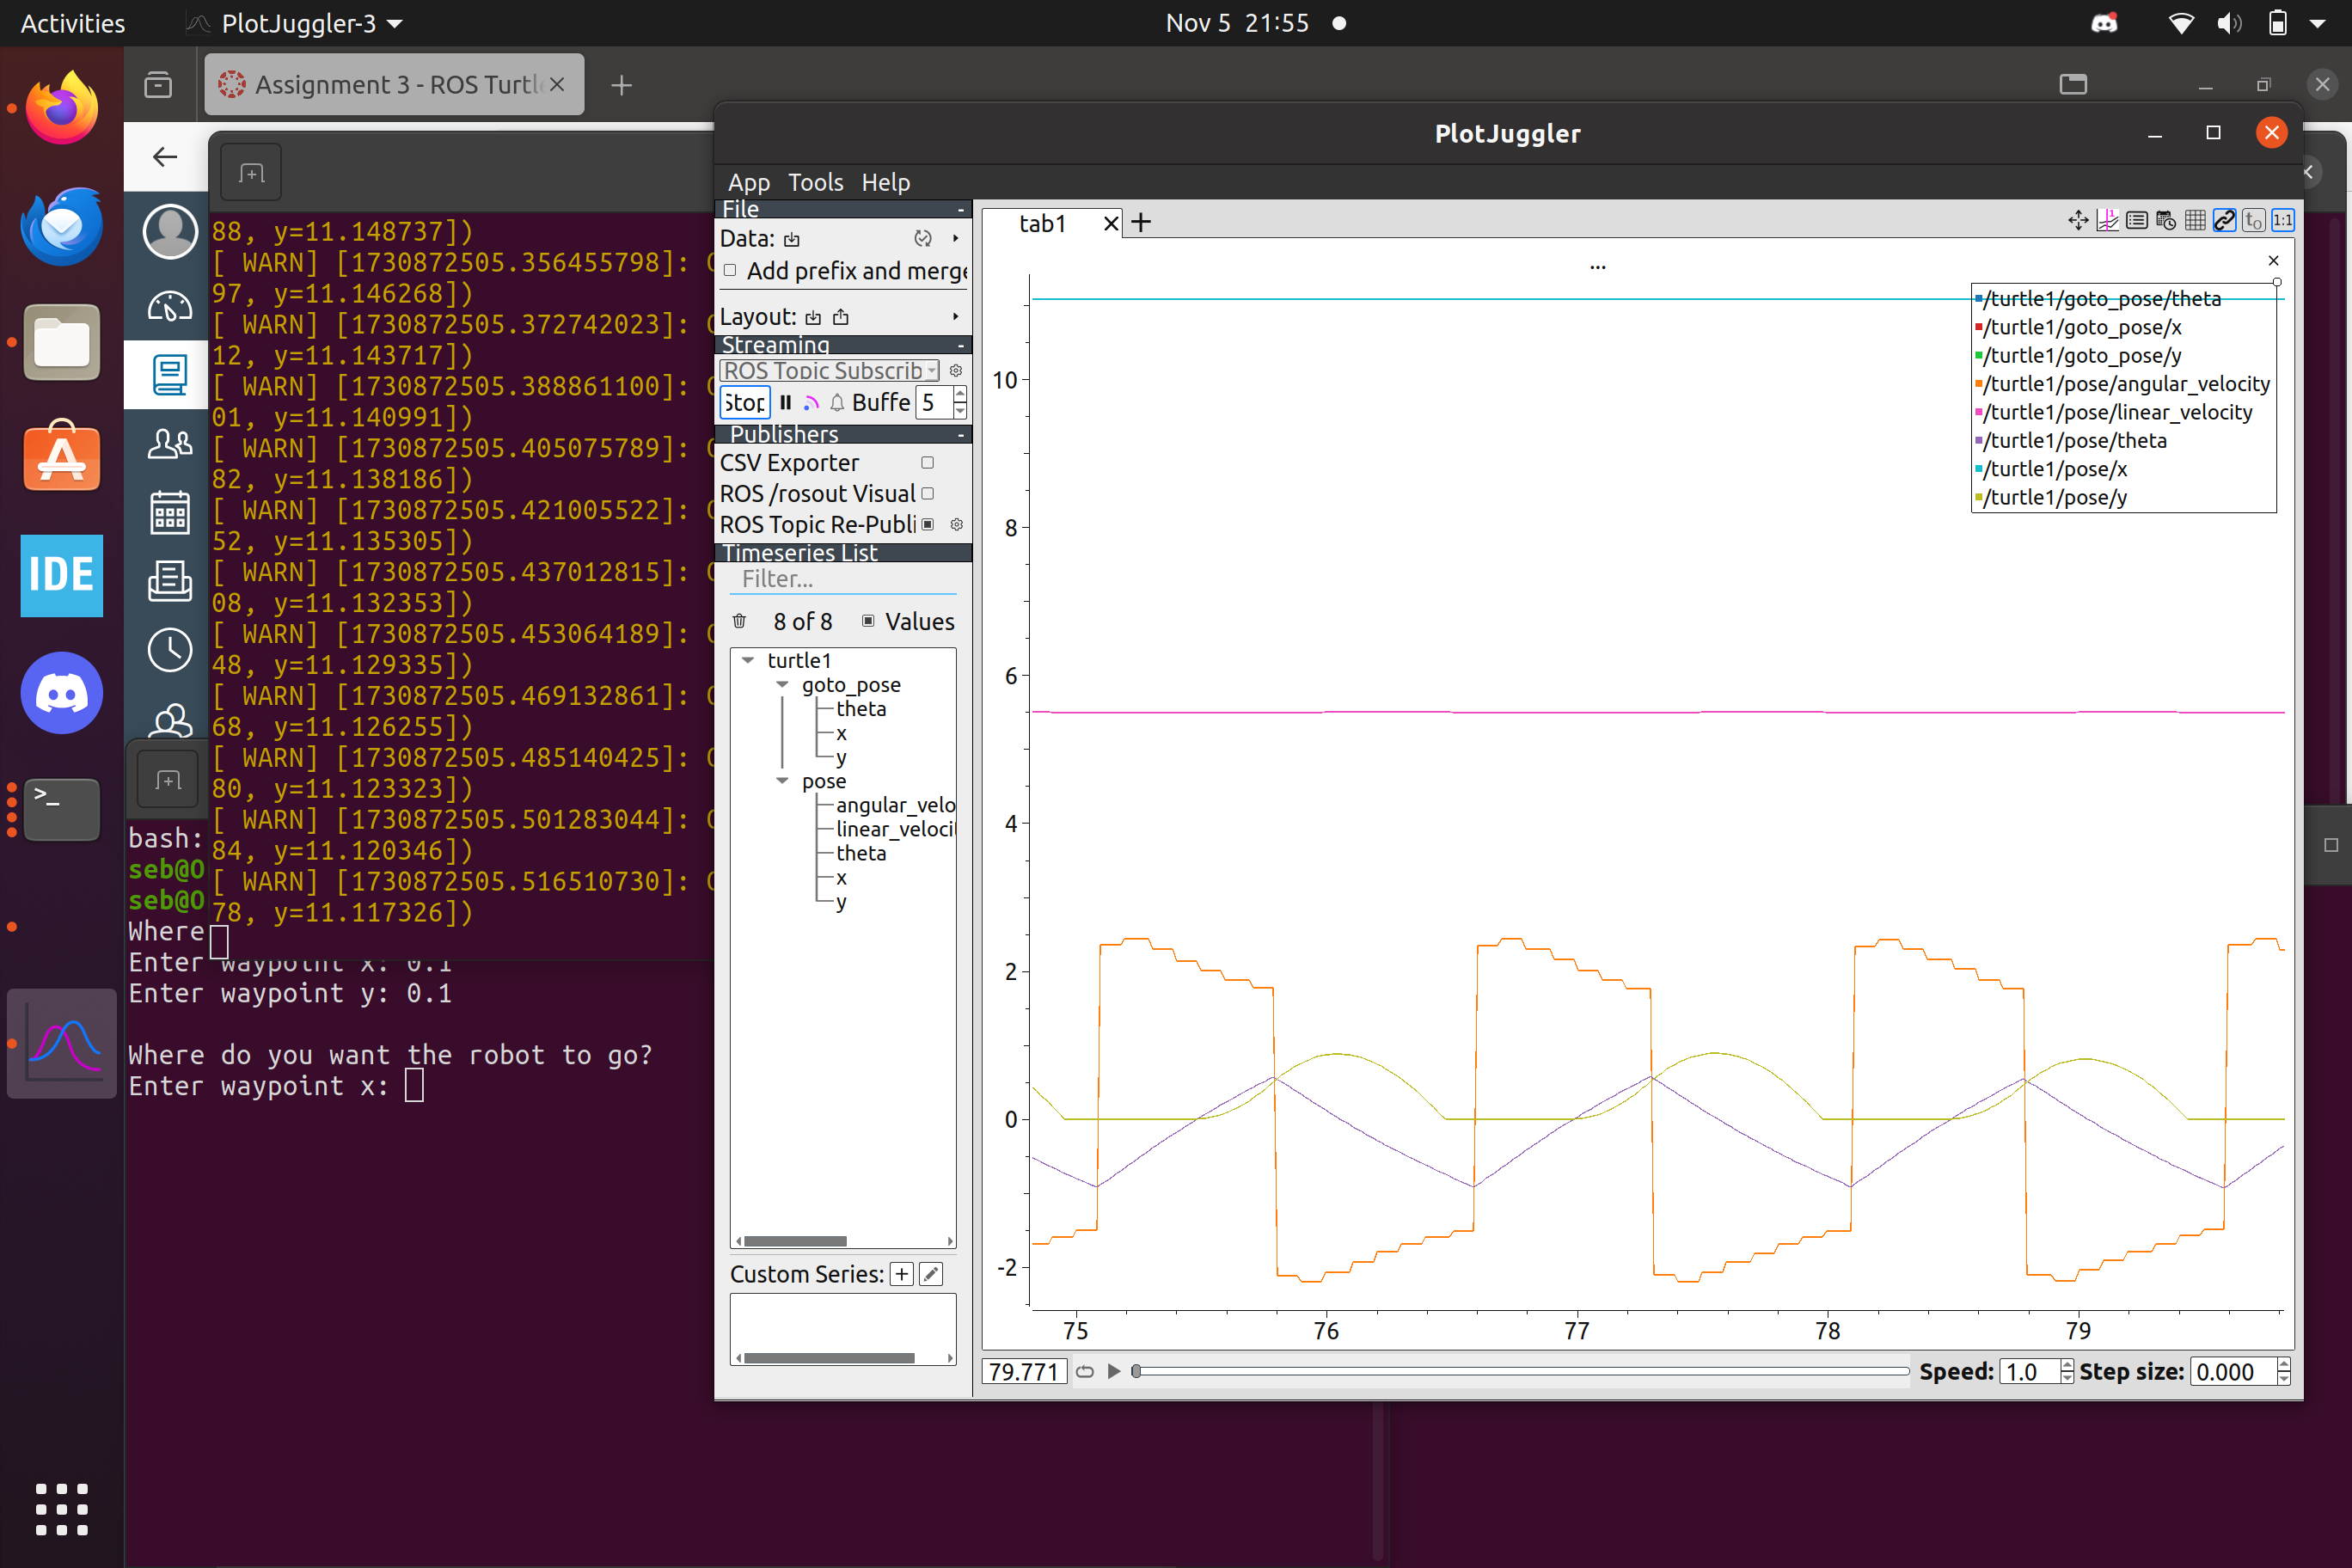 Activities
PlotJuggler-3
Nov 5 21:55
Assignment 3 - ROS Turtl
IDE
88, y=11.148737])
[ WARN] [1730872505.356455798]:
97, y=11.146268])
[ WARN] [1730872505.372742023]:
12, y=11.143717])
[ WARN] [1730872505.388861100]:
01, y=11.140991])
[ WARN] [1730872505.405075789]:
82, y=11.138186])
[ WARN] [1730872505.421005522]:
52, y=11.135305])
[ WARN] [1730872505.437012815]:
08, y=11.132353])
[ WARN] [1730872505.453064189]:
48, y=11.129335])
[ WARN] [1730872505.469132861]:
68, y=11.126255])
[ WARN] [1730872505.485140425]:
80, y=11.123323])
[ WARN] [1730872505.501283044]:
84, y=11.120346])
[ WARN] [1730872505.516510730]:
78, y=11.117326])
bash:
seb@O
seb@O
Where
Enter waypoint x: 0.1
Enter waypoint y: 0.1
Where do you want the robot to go?
Enter waypoint x:
PlotJuggler
App Tools Help
File -
Data:
Add prefix and merge
Layout:
Streaming -
ROS Topic Subscrib
Stop Buffe 5
Publishers -
CSV Exporter
ROS /rosout Visual
ROS Topic Re-Publi
Timeseries List
Filter...
8 of 8 Values
turtle1
goto_pose
theta
x
y
pose
angular_velo
linear_veloci
theta
x
y
Custom Series:
tab1
t0 1:1
...
/turtle1/goto_pose/theta
/turtle1/goto_pose/x
/turtle1/goto_pose/y
/turtle1/pose/angular_velocity
/turtle1/pose/linear_velocity
/turtle1/pose/theta
/turtle1/pose/x
/turtle1/pose/y
10
8
6
4
2
0
-2
75 76 77 78 79
79.771 Speed: 1.0 Step size: 0.000